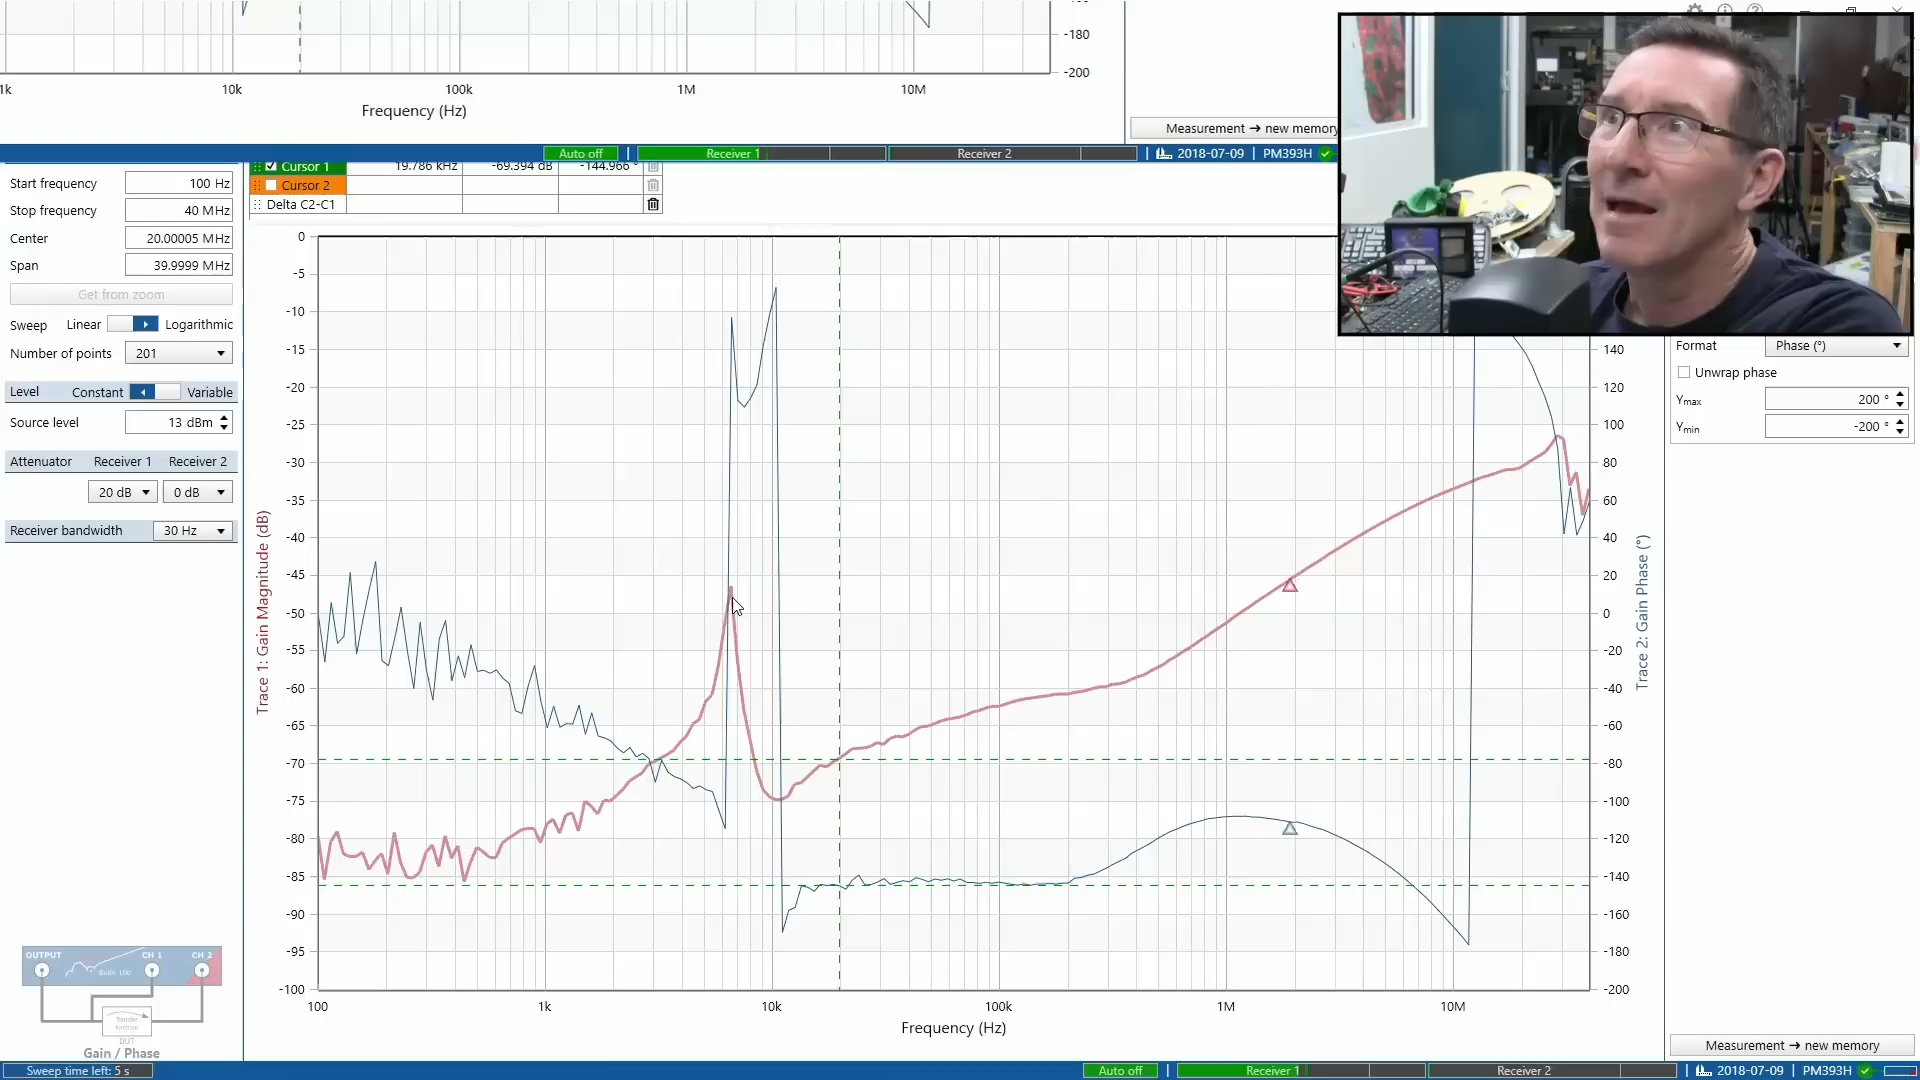 -180
-200
1k 10k 100k 1M 10M
Frequency (Hz)
Measurement → new memory
Auto off Receiver 1 Receiver 2 2018-07-09 PM393H
Cursor 1 19.786 kHz -69.394 dB -144.966 °
Cursor 2
Delta C2-C1
Start frequency 100 Hz
Stop frequency 40 MHz
Center 20.00005 MHz
Span 39.9999 MHz
Get from zoom
Sweep Linear Logarithmic
Number of points 201
Level Constant Variable
Source level 13 dBm
Attenuator Receiver 1 Receiver 2
20 dB 0 dB
Receiver bandwidth 30 Hz
OUTPUT CH 1 CH 2
Bode 100
Transfer function
DUT
Gain / Phase
Sweep time left: 5 s
Trace 1: Gain Magnitude (dB)
0
-5
-10
-15
-20
-25
-30
-35
-40
-45
-50
-55
-60
-65
-70
-75
-80
-85
-90
-95
-100
100 1k 10k 100k 1M 10M
Frequency (Hz)
140
120
100
80
60
40
20
0
-20
-40
-60
-80
-100
-120
-140
-160
-180
-200
Trace 2: Gain Phase (°)
Format Phase (°)
Unwrap phase
Ymax 200 °
Ymin -200 °
Measurement → new memory
Auto off Receiver 1 Receiver 2 2018-07-09 PM393H